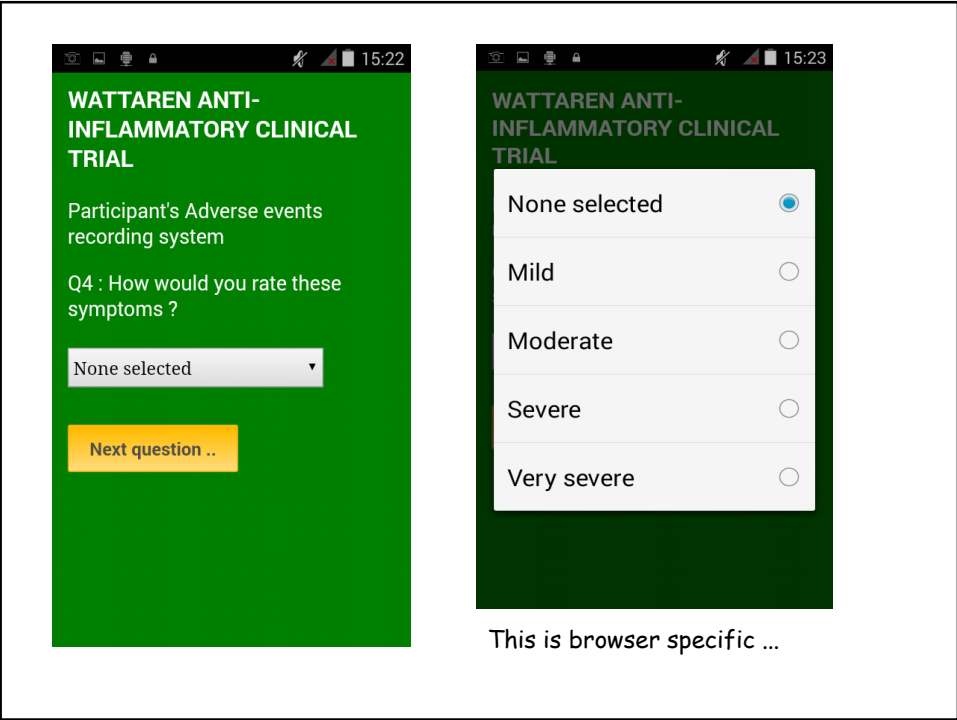 15:22
WATTAREN ANTI-
INFLAMMATORY CLINICAL
TRIAL
Participant's Adverse events
recording system
Q4 : How would you rate these
symptoms ?
None selected
Next question ..
15:23
WATTAREN ANTI-
INFLAMMATORY CLINICAL
TRIAL
None selected
Mild
Moderate
Severe
Very severe
This is browser specific ...